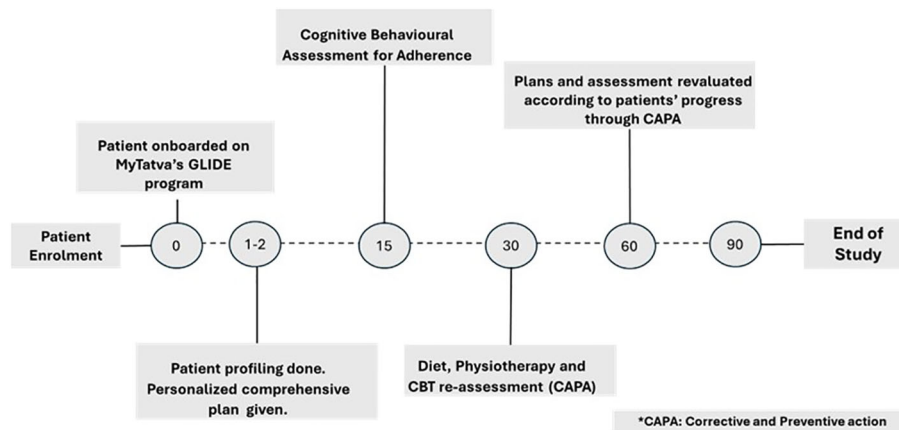 Cognitive Behavioural
Assessment for Adherence
Plans and assessment revaluated
according to patients' progress
through CAPA
Patient onboarded on
MyTatva's GLIDE
program
Patient
Enrolment
0
1-2
15
30
60
90
End of
Study
Patient profiling done.
Personalized comprehensive
plan given.
Diet, Physiotherapy and
CBT re-assessment (CAPA)
*CAPA: Corrective and Preventive action